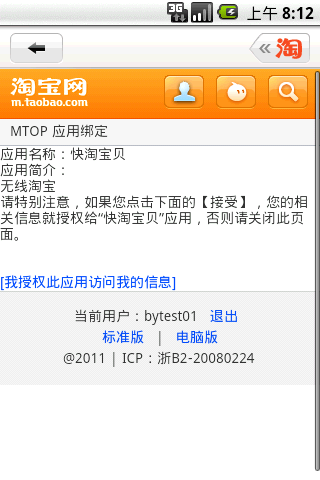 3G 上午 8:12
淘
淘宝网
m.taobao.com
MTOP 应用绑定
应用名称：快淘宝贝
应用简介：
无线淘宝
请特别注意，如果您点击下面的【接受】，您的相
关信息就授权给“快淘宝贝”应用，否则请关闭此页
面。
[我授权此应用访问我的信息]
当前用户：bytest01 退出
标准版 | 电脑版
@2011 | ICP：浙B2-20080224